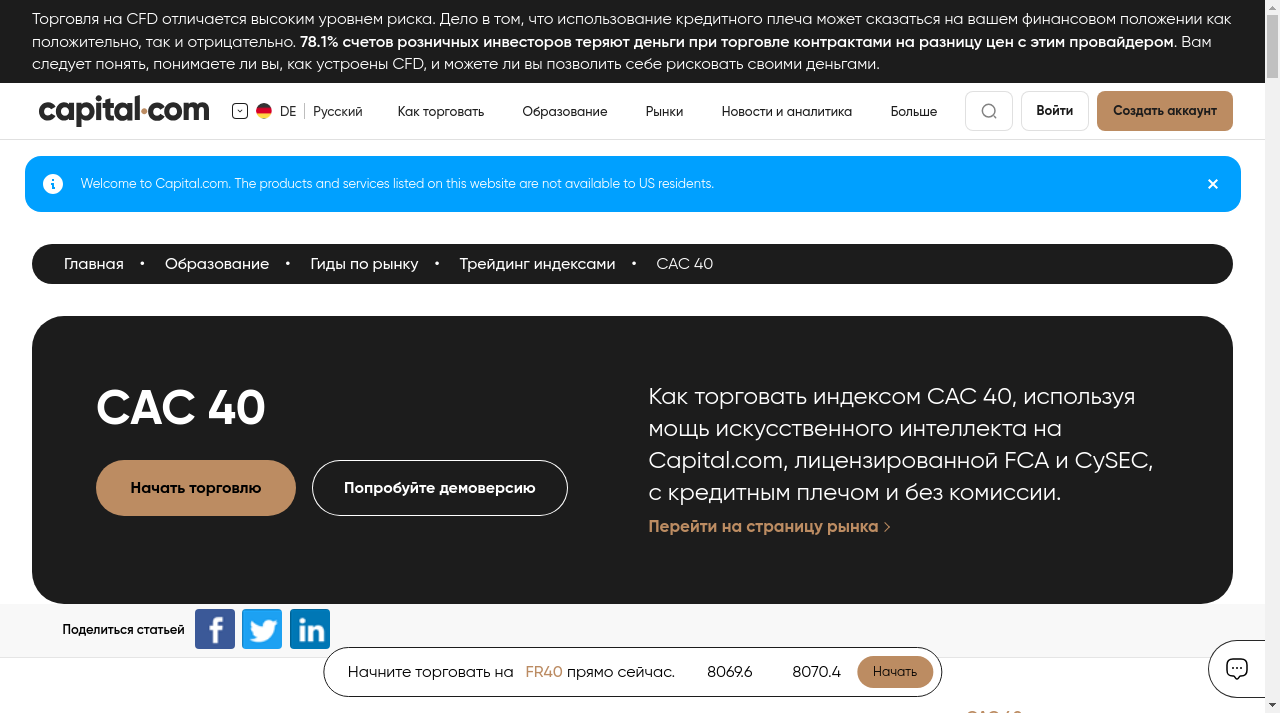 Торговля на CFD отличается высоким уровнем риска. Дело в том, что использование кредитного плеча может сказаться на вашем финансовом положении как
положительно, так и отрицательно. 78.1% счетов розничных инвесторов теряют деньги при торговле контрактами на разницу цен с этим провайдером. Вам
следует понять, понимаете ли вы, как устроены CFD, и можете ли вы позволить себе рисковать своими деньгами.
capital.com DE Русский Как торговать Образование Рынки Новости и аналитика Больше Войти Создать аккаунт
Welcome to Capital.com. The products and services listed on this website are not available to US residents.
Главная • Образование • Гиды по рынку • Трейдинг индексами • CAC 40
CAC 40
Начать торговлю Попробуйте демоверсию
Как торговать индексом CAC 40, используя
мощь искусственного интеллекта на
Capital.com, лицензированной FCA и CySEC,
с кредитным плечом и без комиссии.
Перейти на страницу рынка
Поделиться статьей
Начните торговать на FR40 прямо сейчас. 8069.6 8070.4 Начать
CAC 40